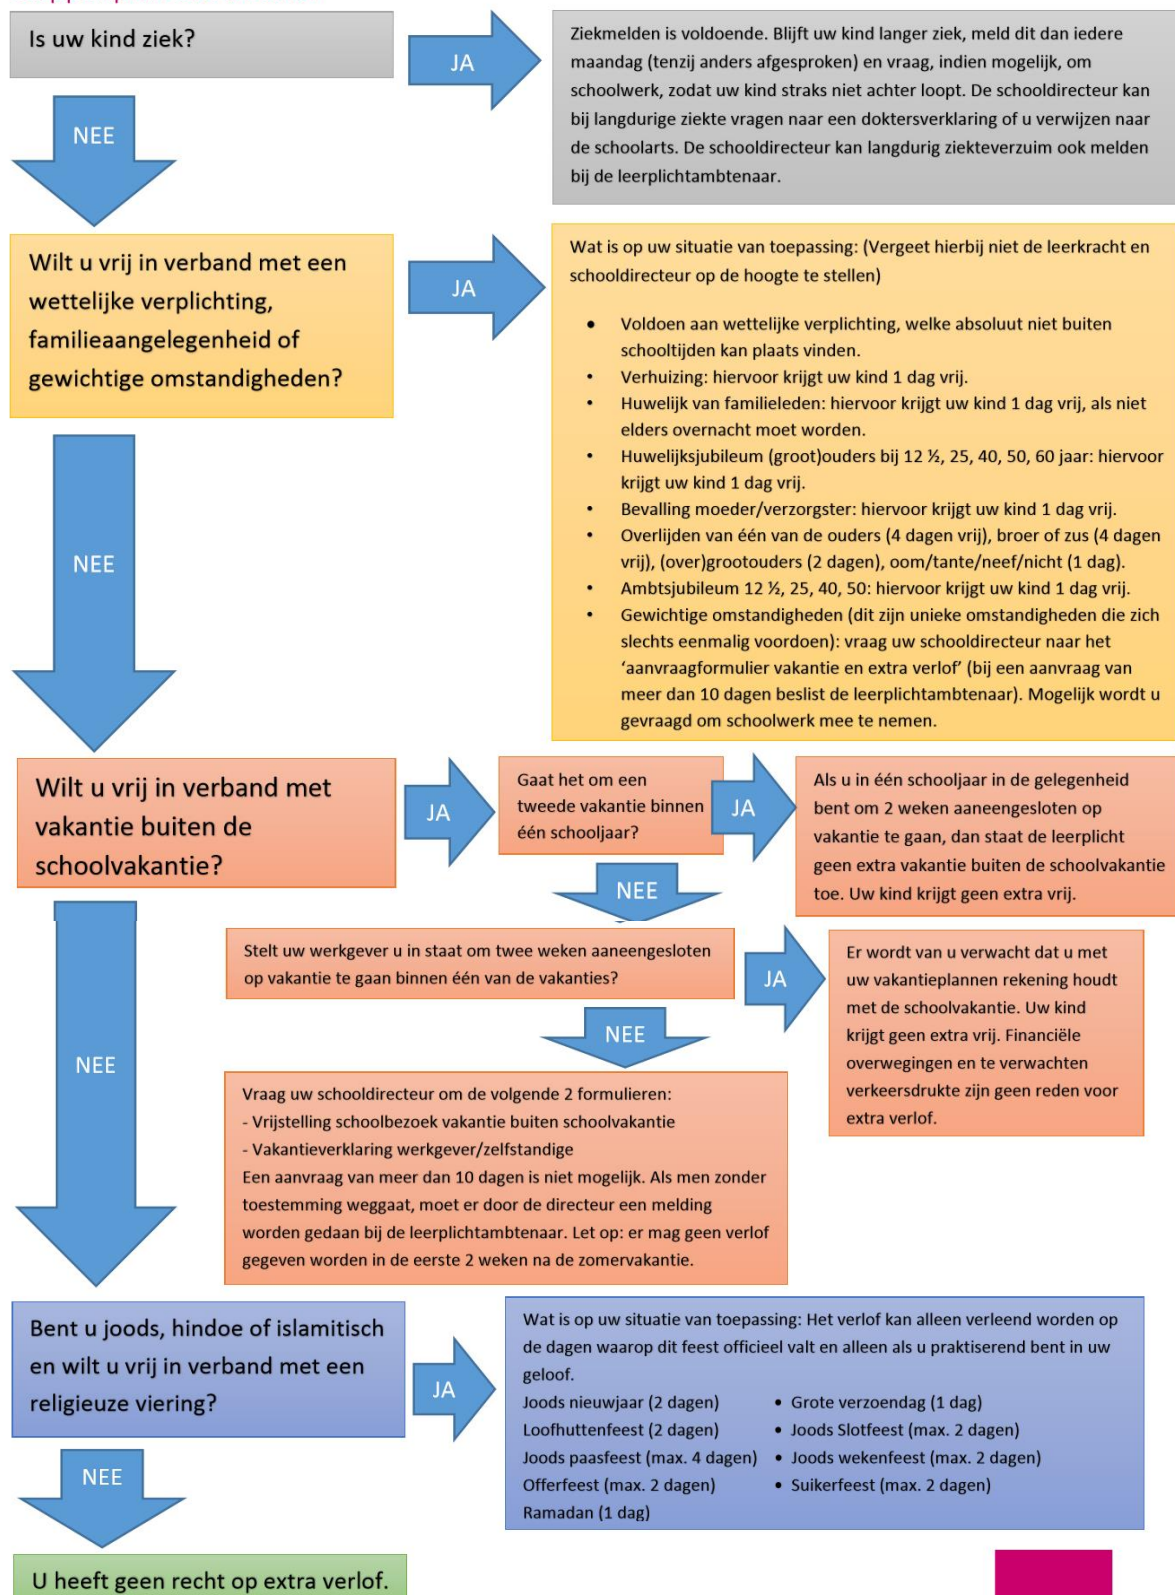 Is uw kind ziek?
JA
Ziekmelden is voldoende. Blijft uw kind langer ziek, meld dit dan iedere
maandag (tenzij anders afgesproken) en vraag, indien mogelijk, om
schoolwerk, zodat uw kind straks niet achter loopt. De schooldirecteur kan
bij langdurige ziekte vragen naar een doktersverklaring of u verwijzen naar
de schoolarts. De schooldirecteur kan langdurig ziekteverzuim ook melden
bij de leerplichtambtenaar.
NEE
Wilt u vrij in verband met een
wettelijke verplichting,
familieaangelegenheid of
gewichtige omstandigheden?
JA
Wat is op uw situatie van toepassing: (Vergeet hierbij niet de leerkracht en
schooldirecteur op de hoogte te stellen)
• Voldoen aan wettelijke verplichting, welke absoluut niet buiten
schooltijden kan plaats vinden.
• Verhuizing: hiervoor krijgt uw kind 1 dag vrij.
• Huwelijk van familieleden: hiervoor krijgt uw kind 1 dag vrij, als niet
elders overnacht moet worden.
• Huwelijksjubileum (groot)ouders bij 12 ½, 25, 40, 50, 60 jaar: hiervoor
krijgt uw kind 1 dag vrij.
• Bevalling moeder/verzorgster: hiervoor krijgt uw kind 1 dag vrij.
• Overlijden van één van de ouders (4 dagen vrij), broer of zus (4 dagen
vrij), (over)grootouders (2 dagen), oom/tante/neef/nicht (1 dag).
• Ambtsjubileum 12 ½, 25, 40, 50: hiervoor krijgt uw kind 1 dag vrij.
• Gewichtige omstandigheden (dit zijn unieke omstandigheden die zich
slechts eenmalig voordoen): vraag uw schooldirecteur naar het
‘aanvraagformulier vakantie en extra verlof’ (bij een aanvraag van
meer dan 10 dagen beslist de leerplichtambtenaar). Mogelijk wordt u
gevraagd om schoolwerk mee te nemen.
NEE
Wilt u vrij in verband met
vakantie buiten de
schoolvakantie?
JA
Gaat het om een
tweede vakantie binnen
één schooljaar?
JA
Als u in één schooljaar in de gelegenheid
bent om 2 weken aaneengesloten op
vakantie te gaan, dan staat de leerplicht
geen extra vakantie buiten de schoolvakantie
toe. Uw kind krijgt geen extra vrij.
NEE
Stelt uw werkgever u in staat om twee weken aaneengesloten
op vakantie te gaan binnen één van de vakanties?
JA
Er wordt van u verwacht dat u met
uw vakantieplannen rekening houdt
met de schoolvakantie. Uw kind
krijgt geen extra vrij. Financiële
overwegingen en te verwachten
verkeersdrukte zijn geen reden voor
extra verlof.
NEE
Vraag uw schooldirecteur om de volgende 2 formulieren:
- Vrijstelling schoolbezoek vakantie buiten schoolvakantie
- Vakantieverklaring werkgever/zelfstandige
Een aanvraag van meer dan 10 dagen is niet mogelijk. Als men zonder
toestemming weggaat, moet er door de directeur een melding
worden gedaan bij de leerplichtambtenaar. Let op: er mag geen verlof
gegeven worden in de eerste 2 weken na de zomervakantie.
NEE
Bent u joods, hindoe of islamitisch
en wilt u vrij in verband met een
religieuze viering?
JA
Wat is op uw situatie van toepassing: Het verlof kan alleen verleend worden op
de dagen waarop dit feest officieel valt en alleen als u praktiserend bent in uw
geloof.
Joods nieuwjaar (2 dagen) • Grote verzoendag (1 dag)
Loofhuttenfeest (2 dagen) • Joods Slotfeest (max. 2 dagen)
Joods paasfeest (max. 4 dagen) • Joods wekenfeest (max. 2 dagen)
Offerfeest (max. 2 dagen) • Suikerfeest (max. 2 dagen)
Ramadan (1 dag)
NEE
U heeft geen recht op extra verlof.